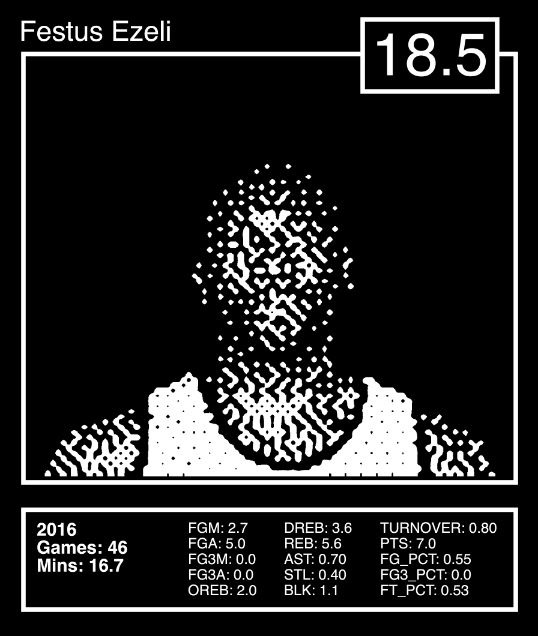 Festus Ezeli
18.5
2016
Games: 46
Mins: 16.7
FGM: 2.7
FGA: 5.0
FG3M: 0.0
FG3A: 0.0
OREB: 2.0
DREB: 3.6
REB: 5.6
AST: 0.70
STL: 0.40
BLK: 1.1
TURNOVER: 0.80
PTS: 7.0
FG_PCT: 0.55
FG3_PCT: 0.0
FT_PCT: 0.53